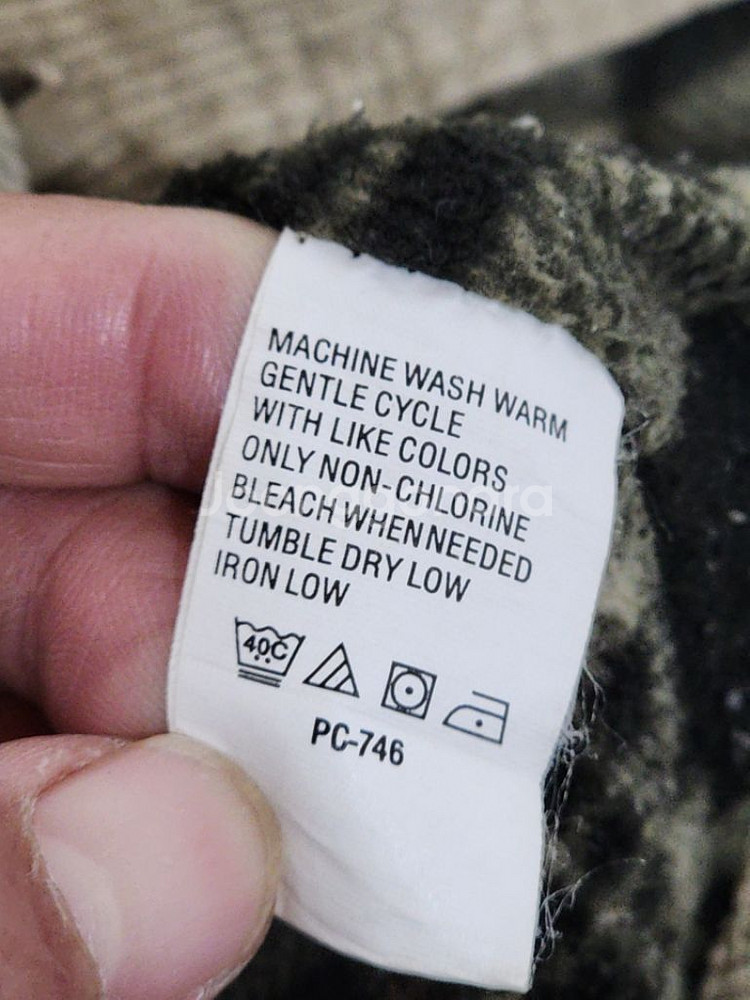 MACHINE WASH WARM
GENTLE CYCLE
WITH LIKE COLORS
ONLY NON-CHLORINE
BLEACH WHEN NEEDED
TUMBLE DRY LOW
IRON LOW
40C
PC-746